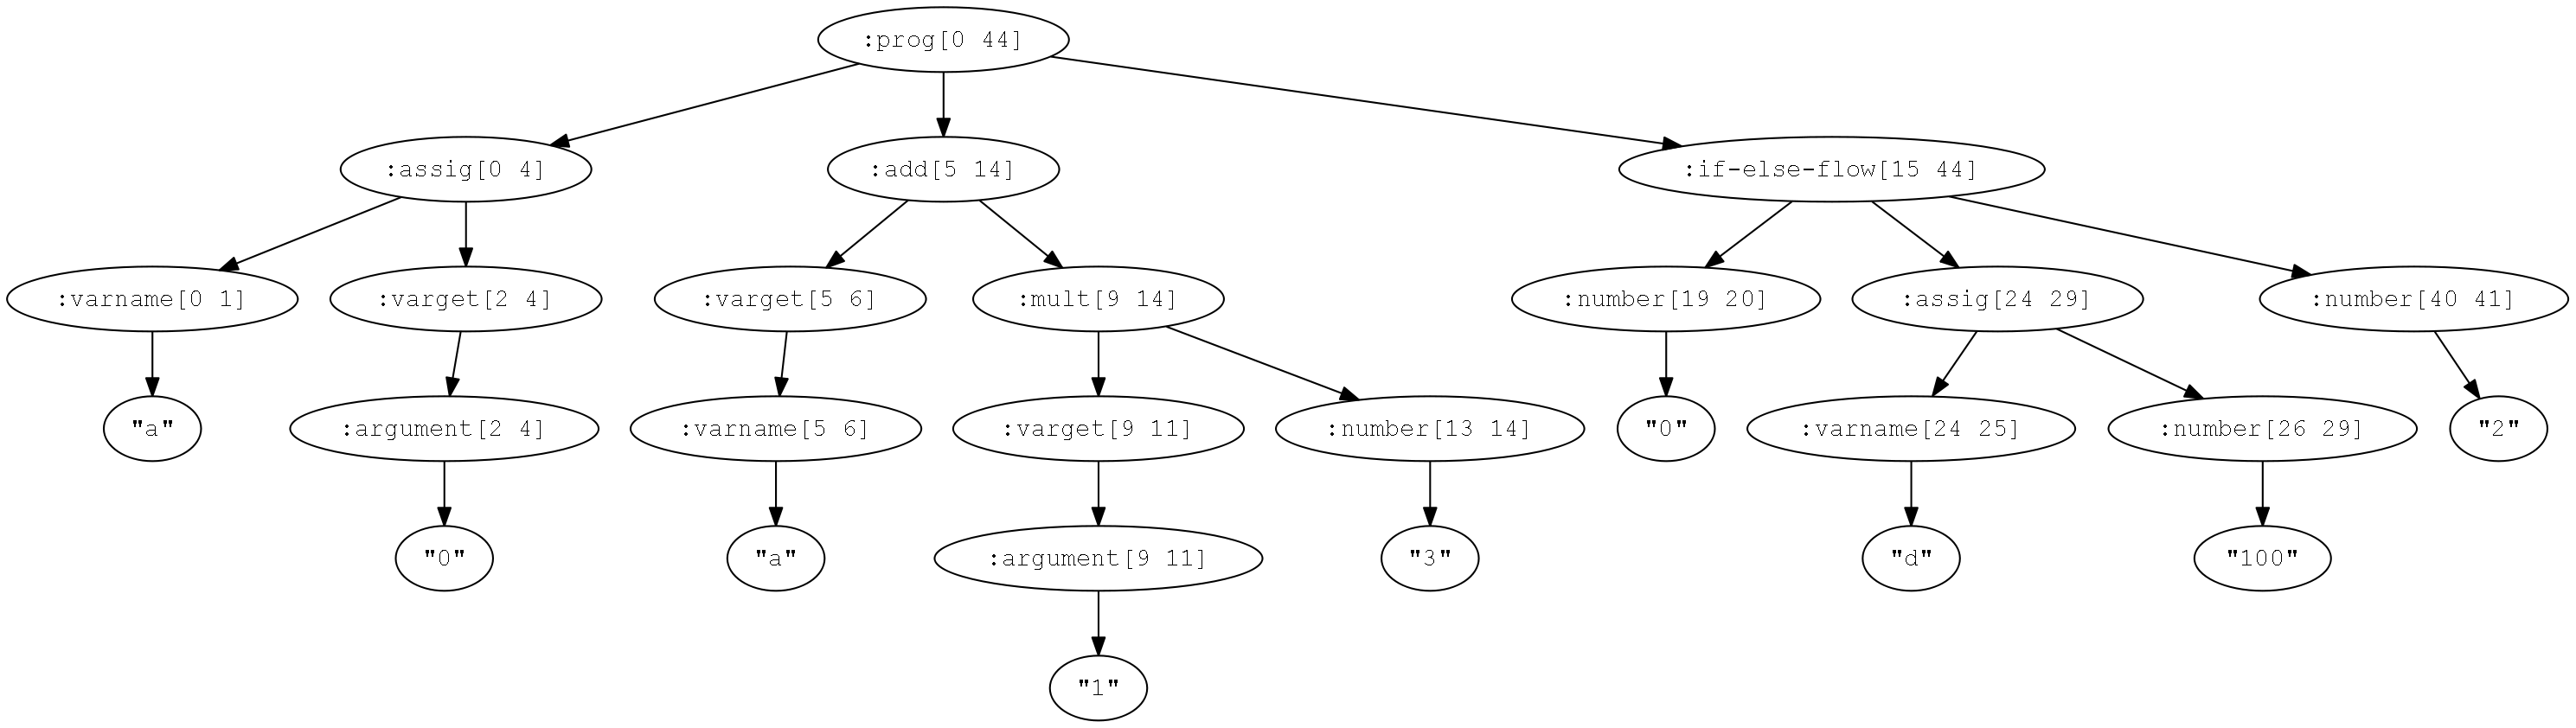 :prog[0 44]
:assig[0 4]
:add[5 14]
:if-else-flow[15 44]
:varname[0 1]
:varget[2 4]
:varget[5 6]
:mult[9 14]
:number[19 20]
:assig[24 29]
:number[40 41]
"a"
:argument[2 4]
:varname[5 6]
:varget[9 11]
:number[13 14]
"0"
:varname[24 25]
:number[26 29]
"2"
"0"
"a"
:argument[9 11]
"3"
"d"
"100"
"1"